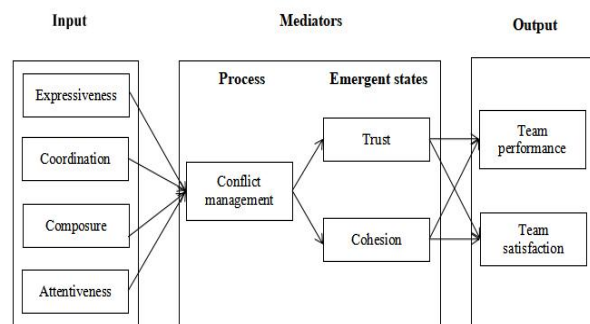 Input
Mediators
Output
Process
Emergent states
Expressiveness
Coordination
Composure
Attentiveness
Conflict
management
Trust
Cohesion
Team
performance
Team
satisfaction